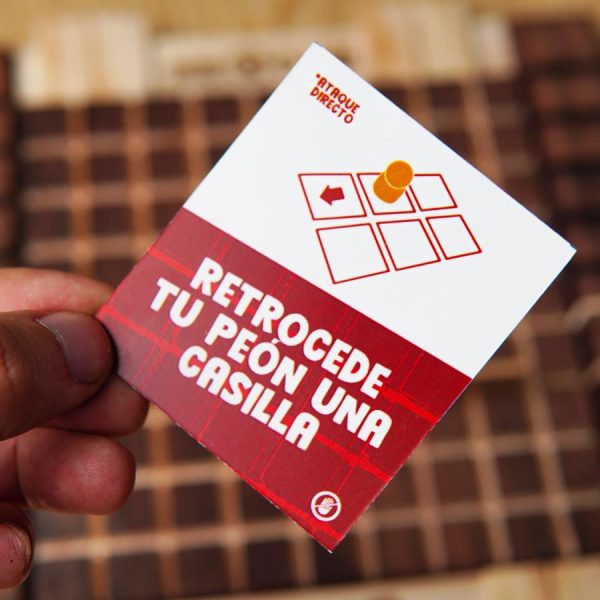 *ATAQUE
DIRECTO
RETROCEDE
TU PEÓN UNA
CASILLA